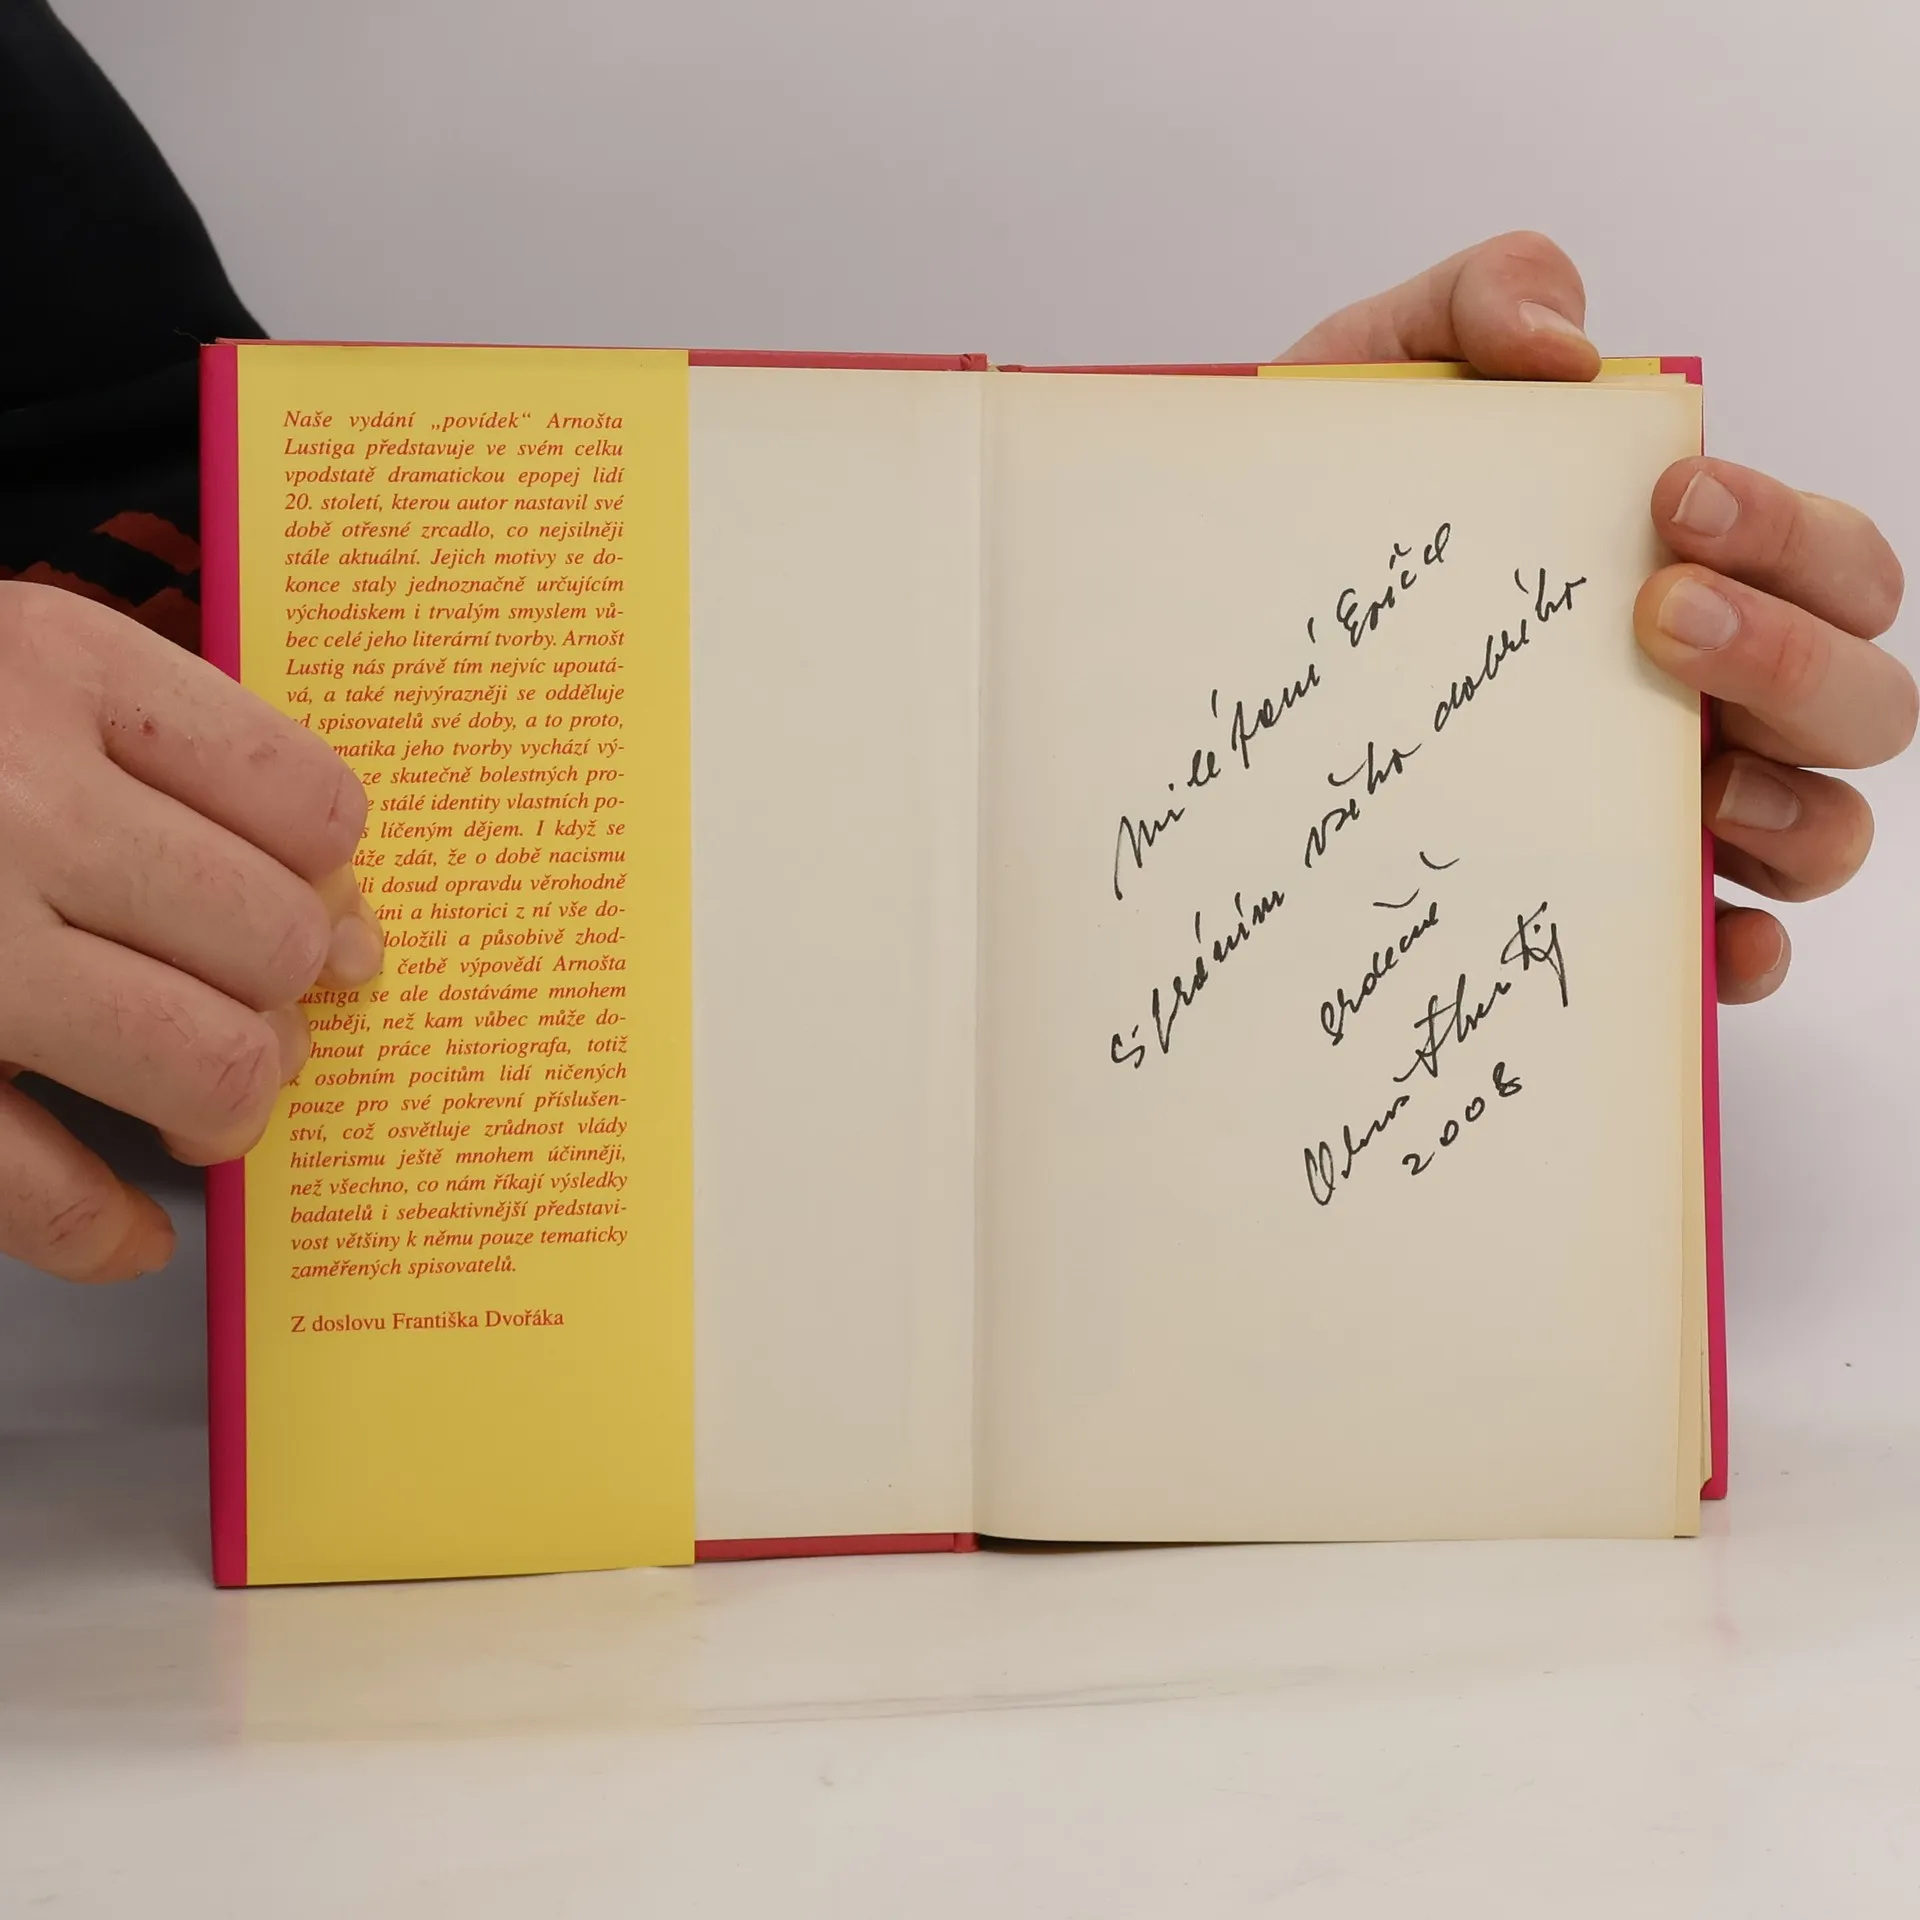 Naše vydání „povídek“ Arnošta
Lustiga představuje ve svém celku
vpodstatě dramatickou epopej lidí
20. století, kterou autor nastavil své
době otřesné zrcadlo, co nejsilněji
stále aktuální. Jejich motivy se do-
konce staly jednoznačně určujícím
východiskem i trvalým smyslem vů-
bec celé jeho literární tvorby. Arnošt
Lustig nás právě tím nejvíc upoutá-
vá, a také nejvýrazněji se odděluje
d spisovatelů své doby, a to proto,
matika jeho tvorby vychází vý-
ze skutečně bolestných pro-
e stálé identity vlastních po-
s líčeným dějem. I když se
ůže zdát, že o době nacismu
yli dosud opravdu věrohodně
áni a historici z ní vše do-
doložili a působivě zhod-
četbě výpovědí Arnošta
Lustiga se ale dostáváme mnohem
ouběji, než kam vůbec může do-
hnout práce historiografa, totiž
k osobním pocitům lidí ničených
pouze pro své pokrevní příslušen-
ství, což osvětluje zrůdnost vlády
hitlerismu ještě mnohem účinněji,
než všechno, co nám říkají výsledky
badatelů i sebeaktivnější představi-
vost většiny k němu pouze tematicky
zaměřených spisovatelů.
Z doslovu Františka Dvořáka
Milé paní
S přáním všeho dobrého
srdečně
Arnošt Lustig
2008